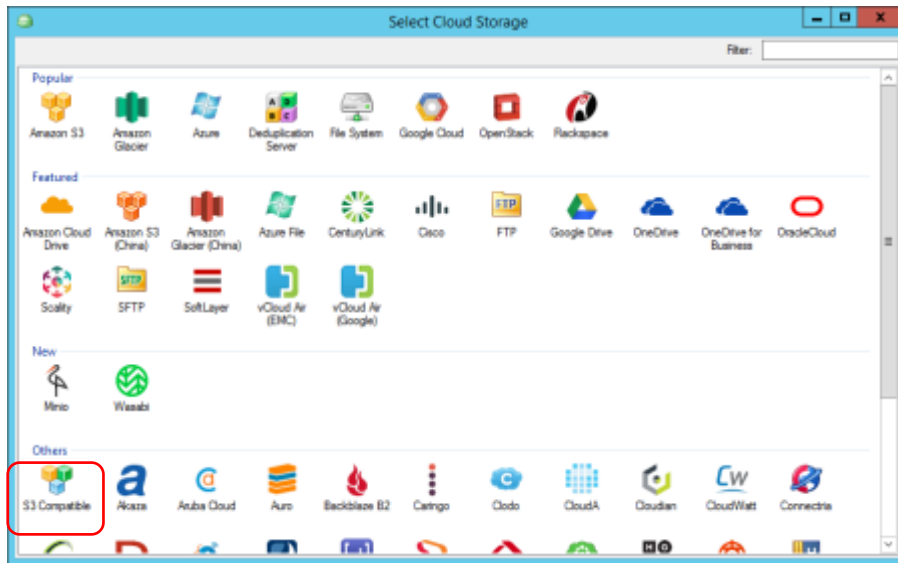 Select Cloud Storage
Filter:
Popular
Amazon S3
Amazon
Glacier
Azure
Deduplication
Server
File System
Google Cloud
OpenStack
Rackspace
Featured
Amazon Cloud
Drive
Amazon S3
(China)
Amazon
Glacier (China)
Azure File
CenturyLink
Cisco
FTP
Google Drive
OneDrive
OneDrive for
Business
OracleCloud
Scality
SFTP
SoftLayer
vCloud Air
(EMC)
vCloud Air
(Google)
New
Minio
Wasabi
Others
S3 Compatible
Akaza
Aruba Cloud
Auro
Backblaze B2
Caringo
Clodo
CloudA
Cloudian
CloudWatt
Connectria